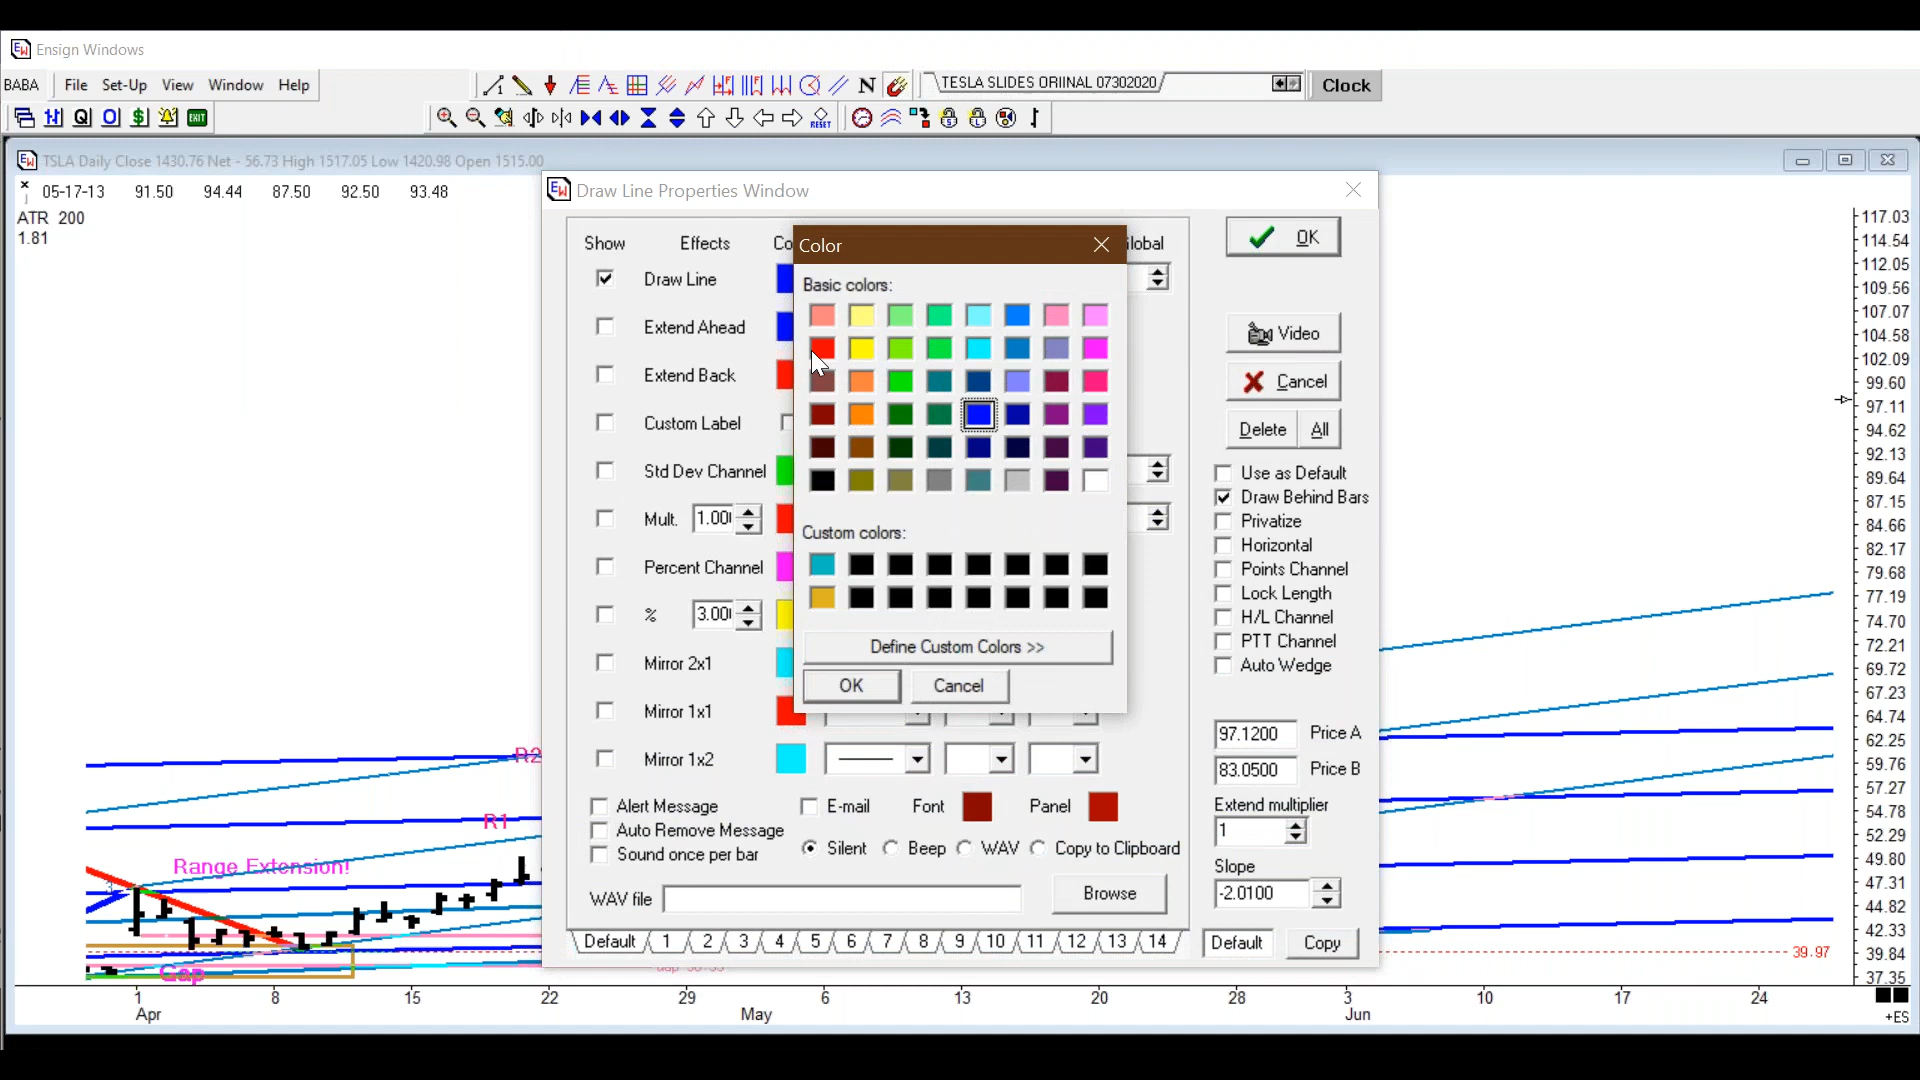 Ensign Windows
BABA File Set-Up View Window Help
N
TESLA SLIDES ORIINAL 07302020
Clock
EXIT
RESET
TSLA Daily Close 1430.76 Net - 56.73 High 1517.05 Low 1420.98 Open 1515.00
05-17-13 91.50 94.44 87.50 92.50 93.48
ATR 200
1.81
Draw Line Properties Window
Show Effects Co
lobal
Draw Line
Extend Ahead
Extend Back
Custom Label
Std Dev Channel
Mult.
Percent Channel
% 3.00
Mirror 2x1
Mirror 1x1
Mirror 1x2
Color
Basic colors:
Custom colors:
Define Custom Colors >>
OK Cancel
Alert Message E-mail Font Panel
Auto Remove Message
Sound once per bar Silent Beep WAV Copy to Clipboard
WAV file Browse
Default 1 2 3 4 5 6 7 8 9 10 11 12 13 14
OK
Video
Cancel
Delete All
Use as Default
Draw Behind Bars
Privatize
Horizontal
Points Channel
Lock Length
H/L Channel
PTT Channel
Auto Wedge
97.1200 Price A
83.0500 Price B
Extend multiplier
1
Slope
-2.0100
Default Copy
R2
R1
Range Extension!
3
Gap
39.97
117.03
114.54
112.05
109.56
107.07
104.58
102.09
99.60
97.11
94.62
92.13
89.64
87.15
84.66
82.17
79.68
77.19
74.70
72.21
69.72
67.23
64.74
62.25
59.76
57.27
54.78
52.29
49.80
47.31
44.82
42.33
39.84
37.35
1 8 15 22 29 6 13 20 28 3 10 17 24
Apr May Jun
+ES